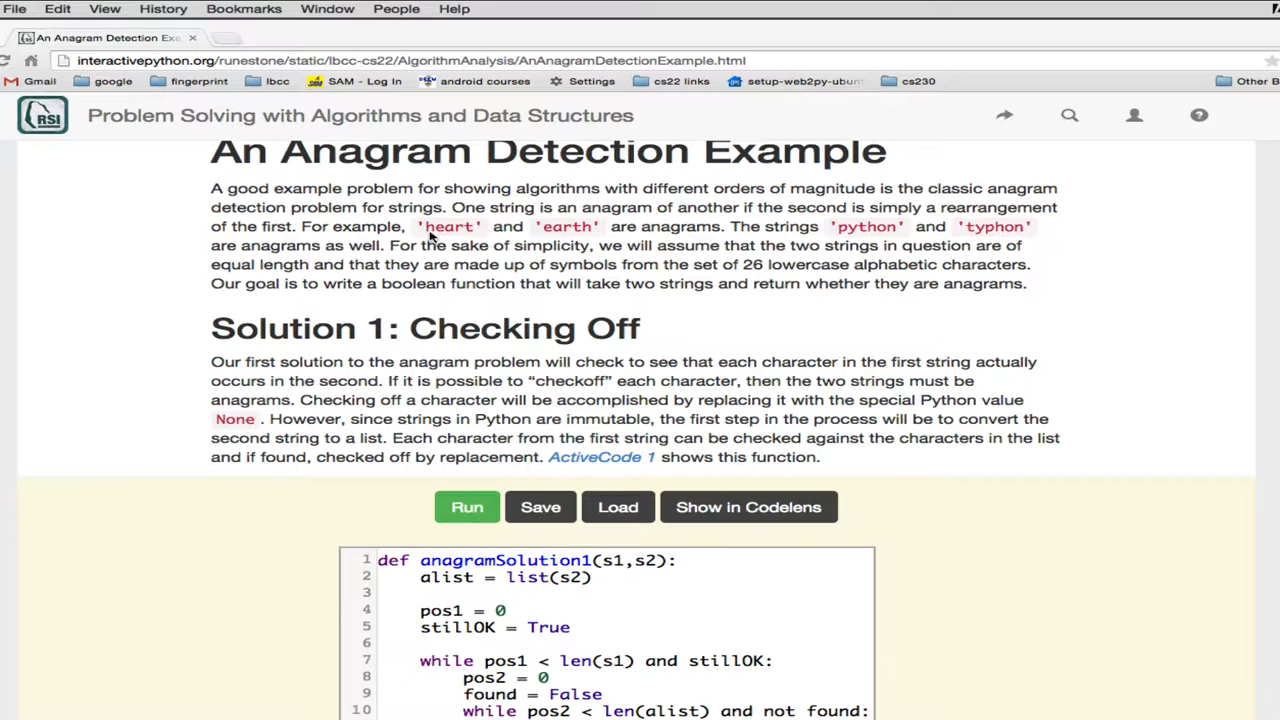 File Edit View History Bookmarks Window People Help
An Anagram Detection Exa
interactivepython.org/runestone/static/lbcc-cs22/AlgorithmAnalysis/AnAnagramDetectionExample.html
Gmail google fingerprint lbcc SAM - Log In android courses Settings cs22 links setup-web2py-ubun cs230 Other B
RSI Problem Solving with Algorithms and Data Structures
An Anagram Detection Example
A good example problem for showing algorithms with different orders of magnitude is the classic anagram
detection problem for strings. One string is an anagram of another if the second is simply a rearrangement
of the first. For example, 'heart' and 'earth' are anagrams. The strings 'python' and 'typhon'
are anagrams as well. For the sake of simplicity, we will assume that the two strings in question are of
equal length and that they are made up of symbols from the set of 26 lowercase alphabetic characters.
Our goal is to write a boolean function that will take two strings and return whether they are anagrams.
Solution 1: Checking Off
Our first solution to the anagram problem will check to see that each character in the first string actually
occurs in the second. If it is possible to “checkoff” each character, then the two strings must be
anagrams. Checking off a character will be accomplished by replacing it with the special Python value
None . However, since strings in Python are immutable, the first step in the process will be to convert the
second string to a list. Each character from the first string can be checked against the characters in the list
and if found, checked off by replacement. ActiveCode 1 shows this function.
Run Save Load Show in Codelens
1 def anagramSolution1(s1,s2):
2 alist = list(s2)
3
4 pos1 = 0
5 stillOK = True
6
7 while pos1 < len(s1) and stillOK:
8 pos2 = 0
9 found = False
10 while pos2 < len(alist) and not found: